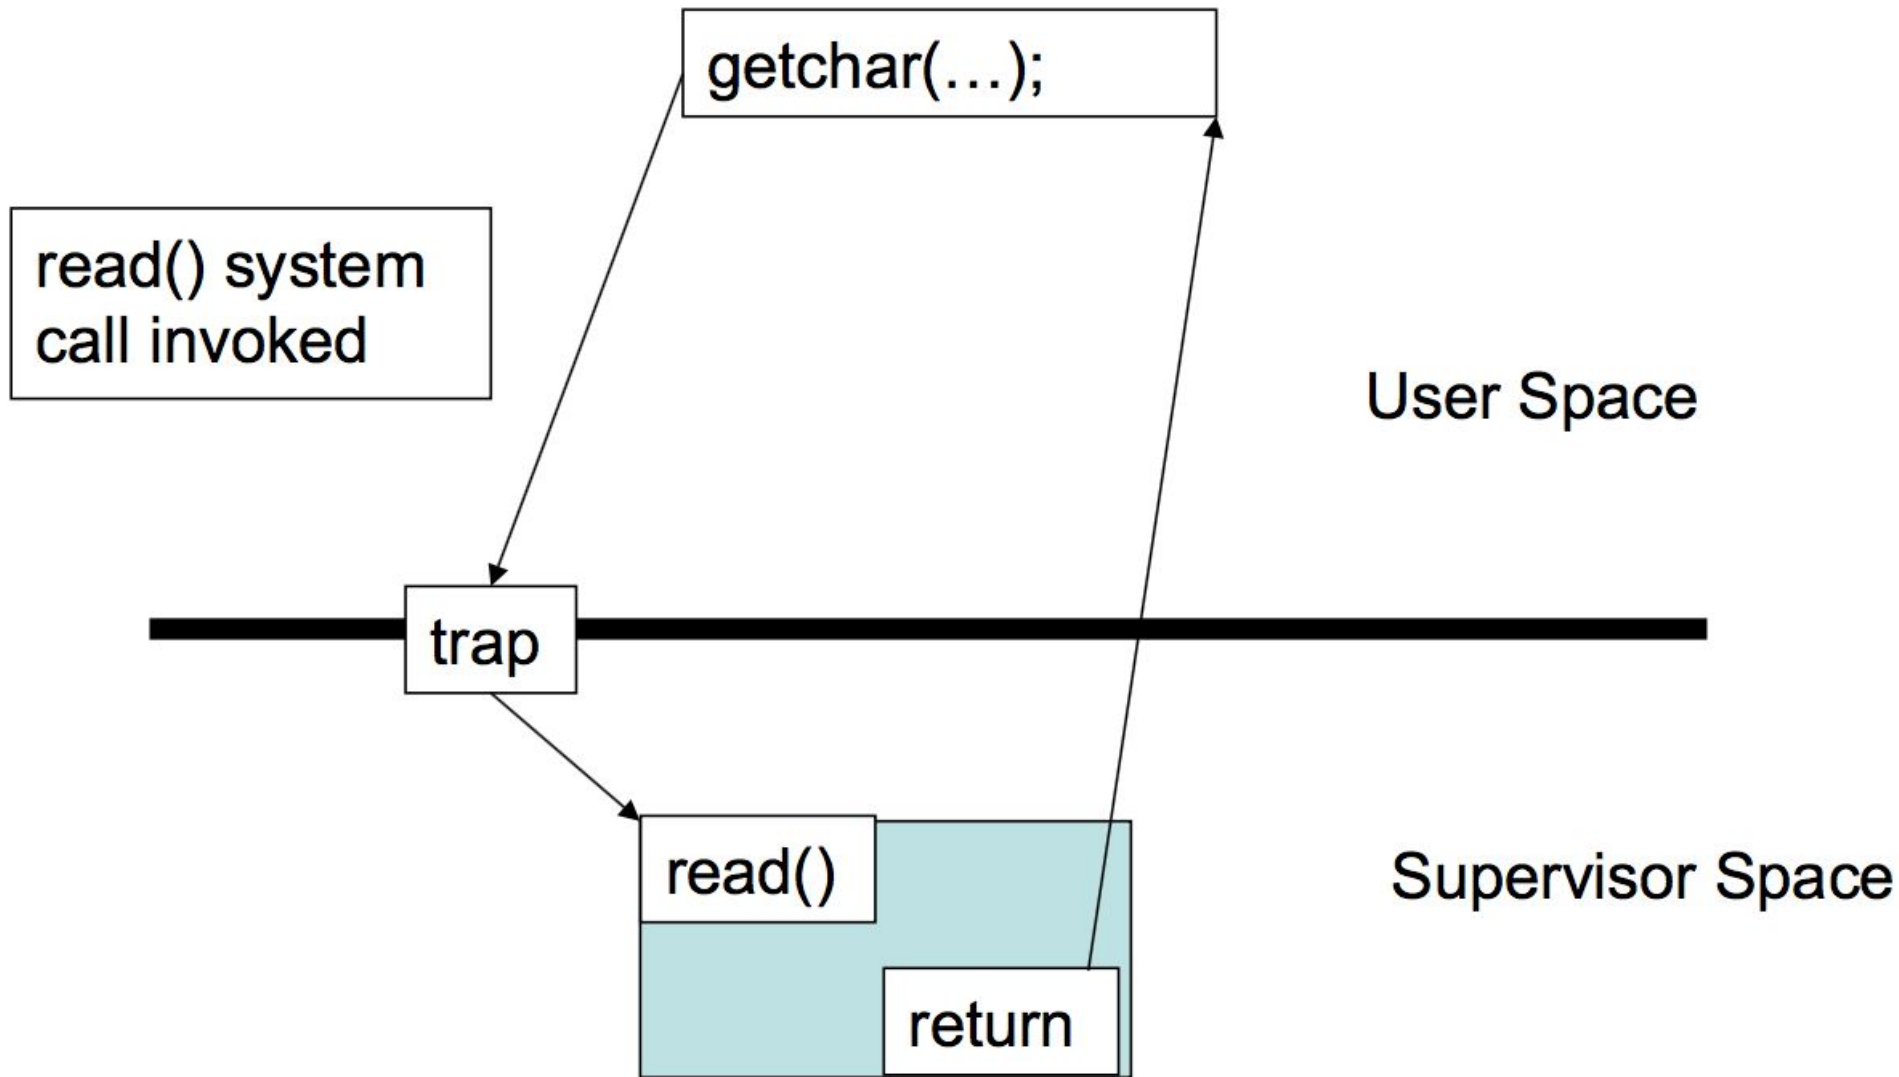 getchar(…);
read() system
call invoked
User Space
trap
read()
Supervisor Space
return